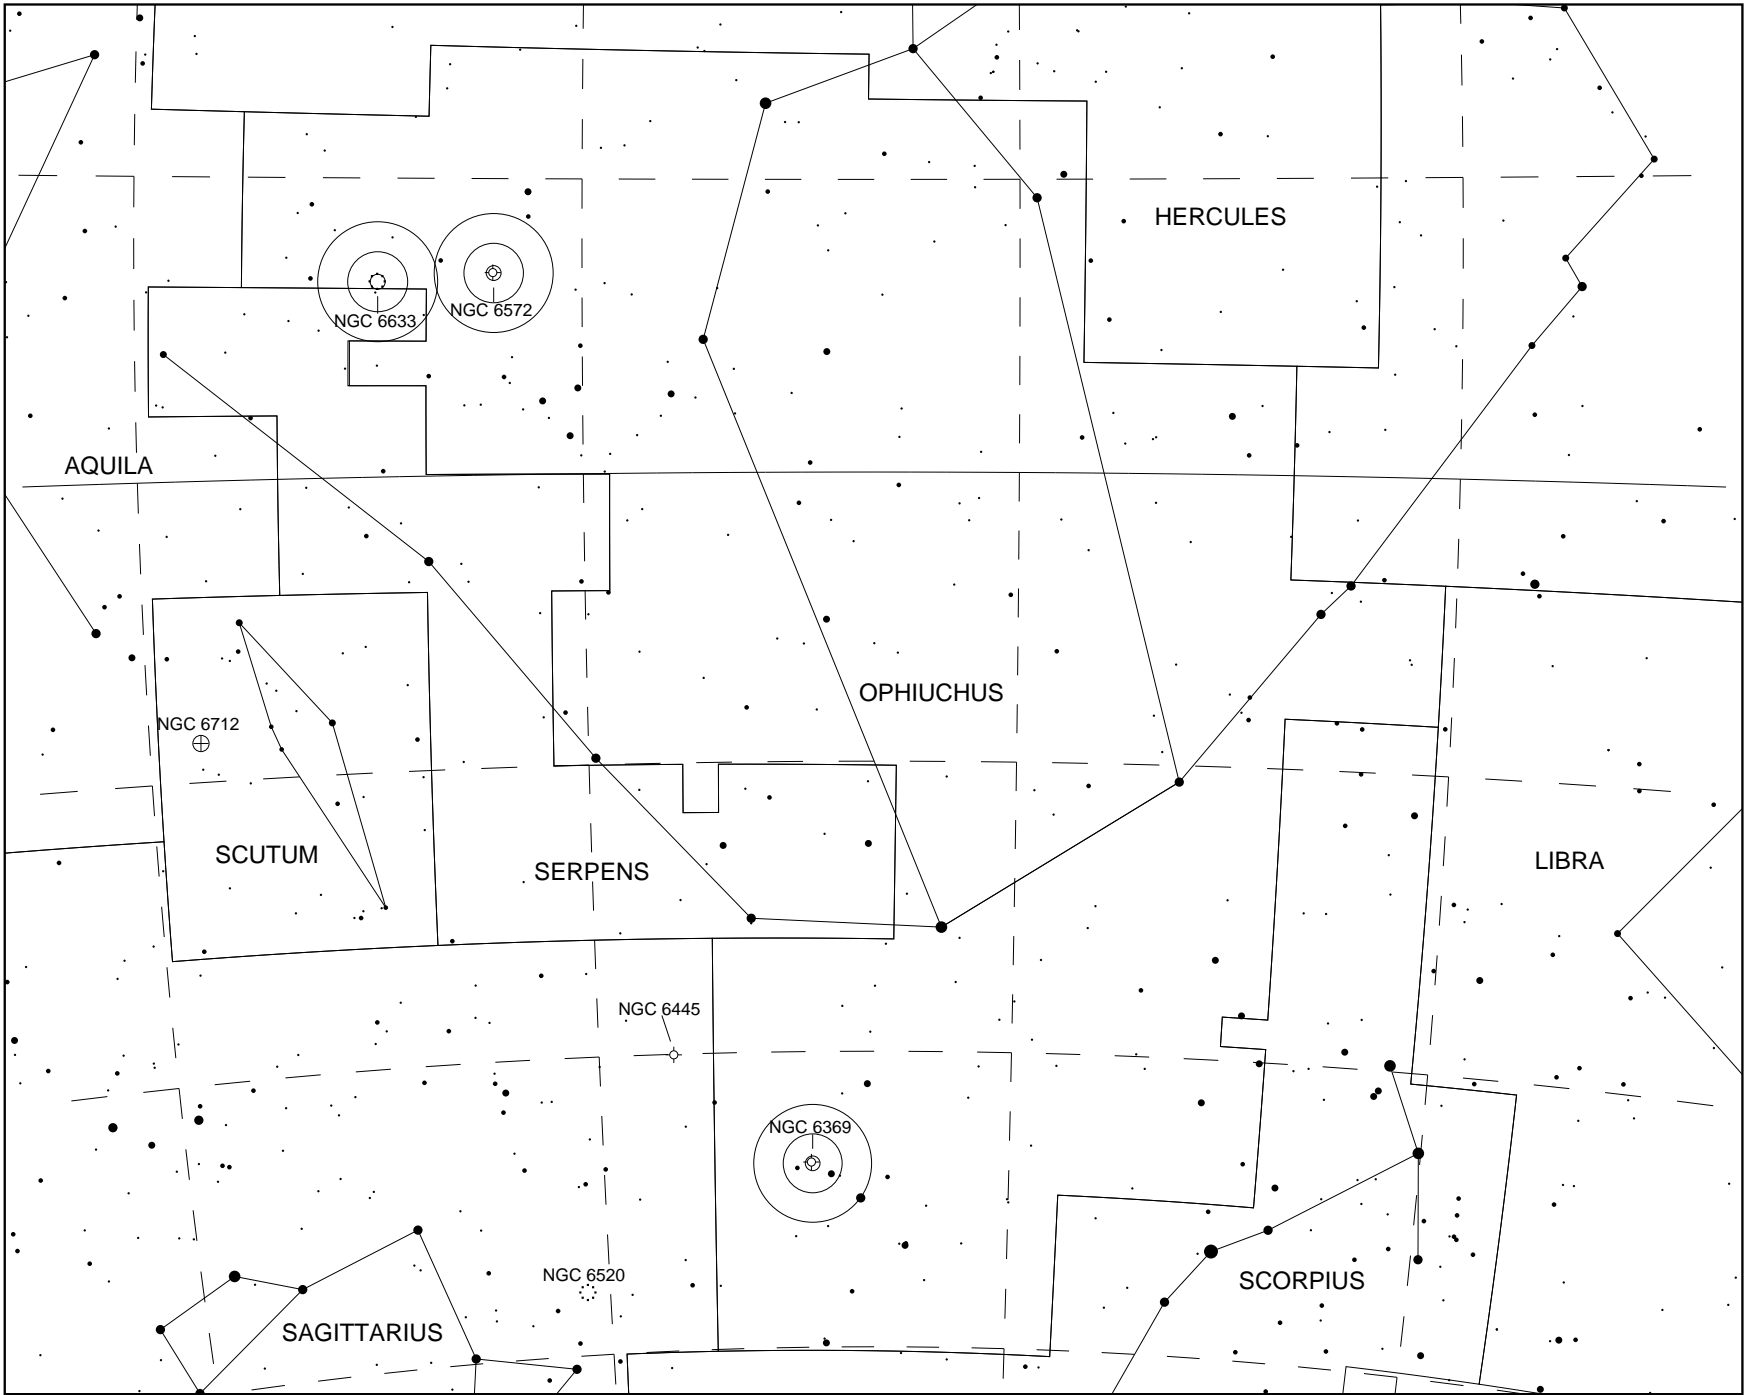 HERCULES
NGC 6572
NGC 6633
AQUILA
OPHIUCHUS
NGC 6712
SCUTUM
LIBRA
SERPENS
NGC 6445
NGC 6369
NGC 6520
SCORPIUS
SAGITTARIUS